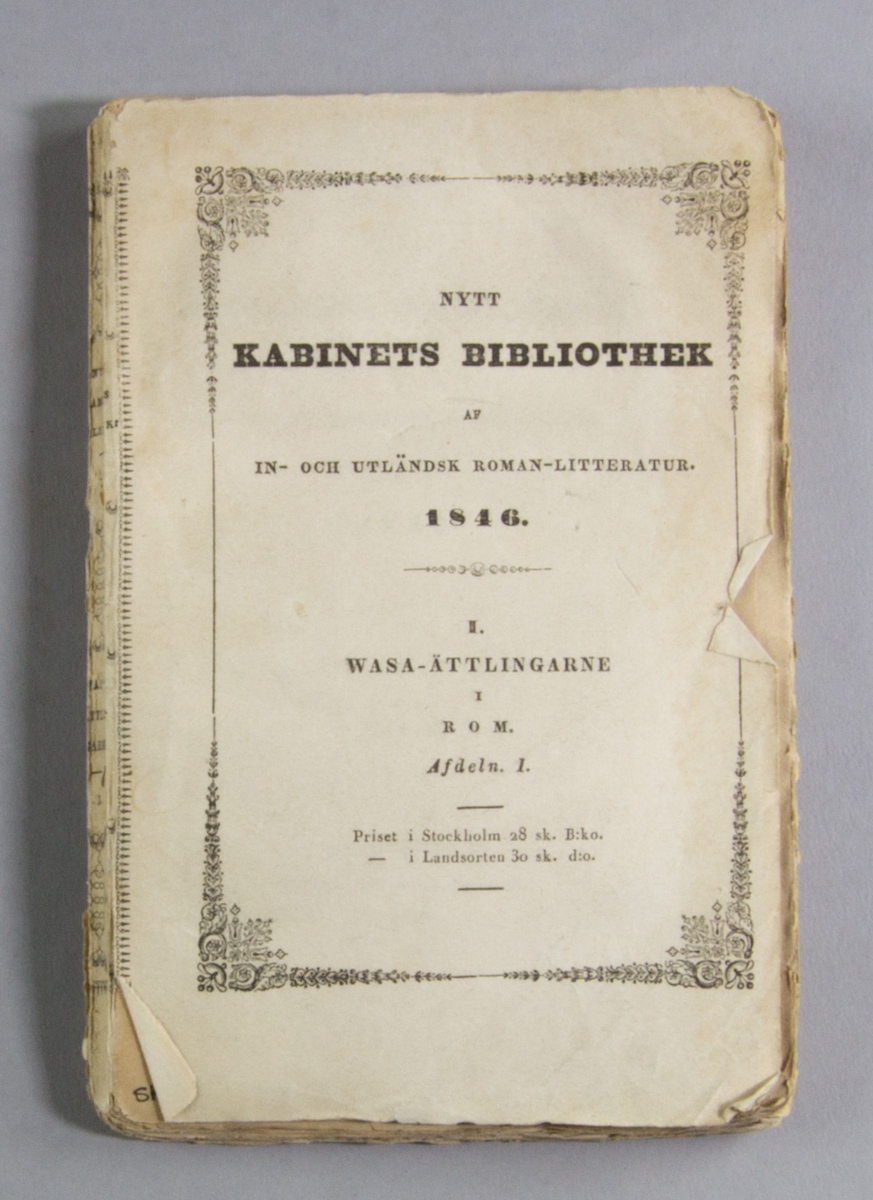 NYTT
KABINETS BIBLIOTHEK
AF
IN- OCH UTLÄNDSK ROMAN-LITTERATUR.
1846.
I.
WASA-ÄTTLINGARNE
I
ROM.
Afdeln. 1.
Priset i Stockholm 28 sk. B:ko.
— i Landsorten 30 sk. d:o.